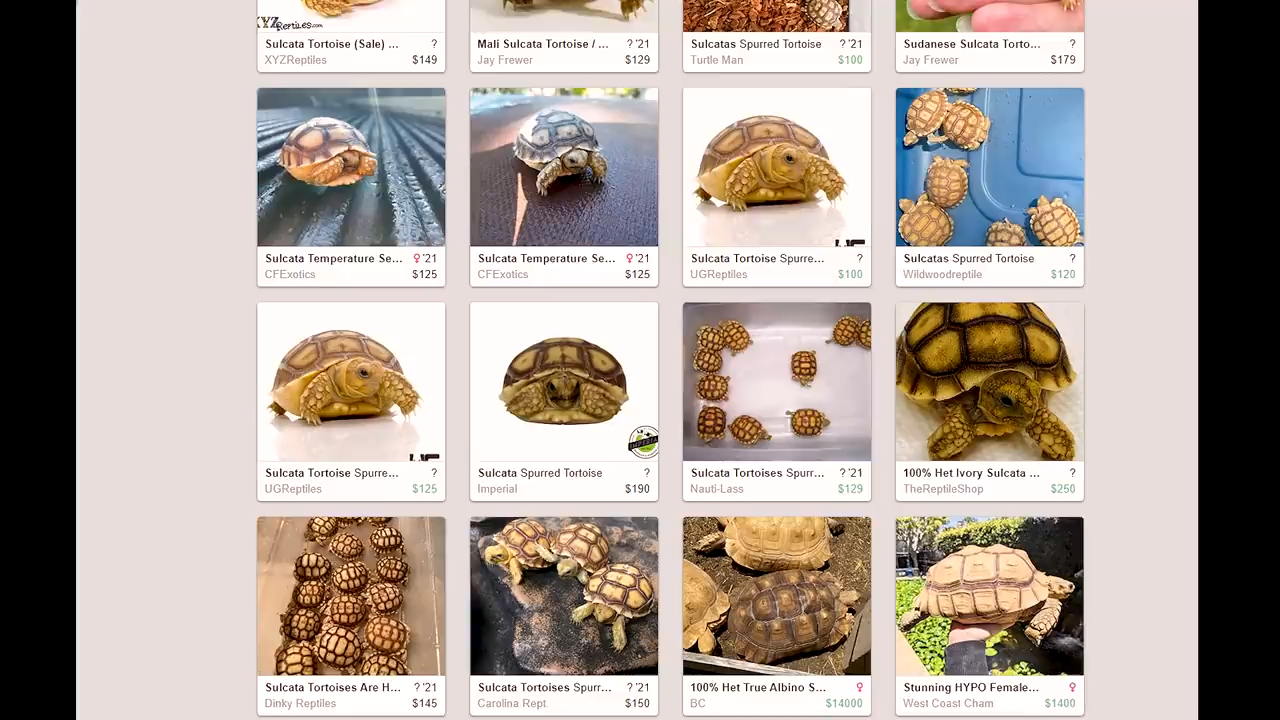 XYZReptiles.com
Sulcata Tortoise (Sale) ... ?
XYZReptiles $149
Mali Sulcata Tortoise / ... ? '21
Jay Frewer $129
Sulcatas Spurred Tortoise ? '21
Turtle Man $100
Sudanese Sulcata Torto... ?
Jay Frewer $179
Sulcata Temperature Se... ♀ '21
CFExotics $125
Sulcata Temperature Se... ♀ '21
CFExotics $125
Sulcata Tortoise Spurre... ?
UGReptiles $100
Sulcatas Spurred Tortoise ?
Wildwoodreptile $120
Sulcata Tortoise Spurre... ?
UGReptiles $125
IMPERIAL
Sulcata Spurred Tortoise ?
Imperial $190
Sulcata Tortoises Spurr... ? '21
Nauti-Lass $129
100% Het Ivory Sulcata ... ?
TheReptileShop $250
Sulcata Tortoises Are H... ? '21
Dinky Reptiles $145
Sulcata Tortoises Spurr... ? '21
Carolina Rept $150
100% Het True Albino S... ♀
BC $14000
Stunning HYPO Female... ♀
West Coast Cham $1400